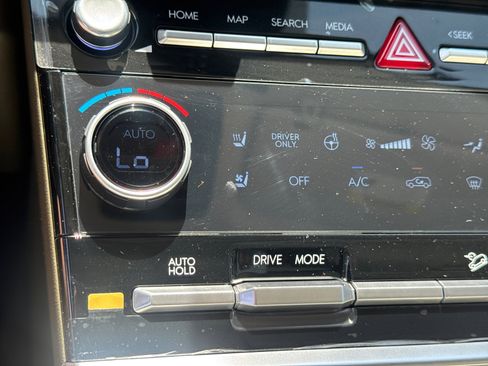 HOME MAP SEARCH MEDIA <SEEK
AUTO
Lo
DRIVER
ONLY
OFF A/C
AUTO
HOLD
DRIVE MODE